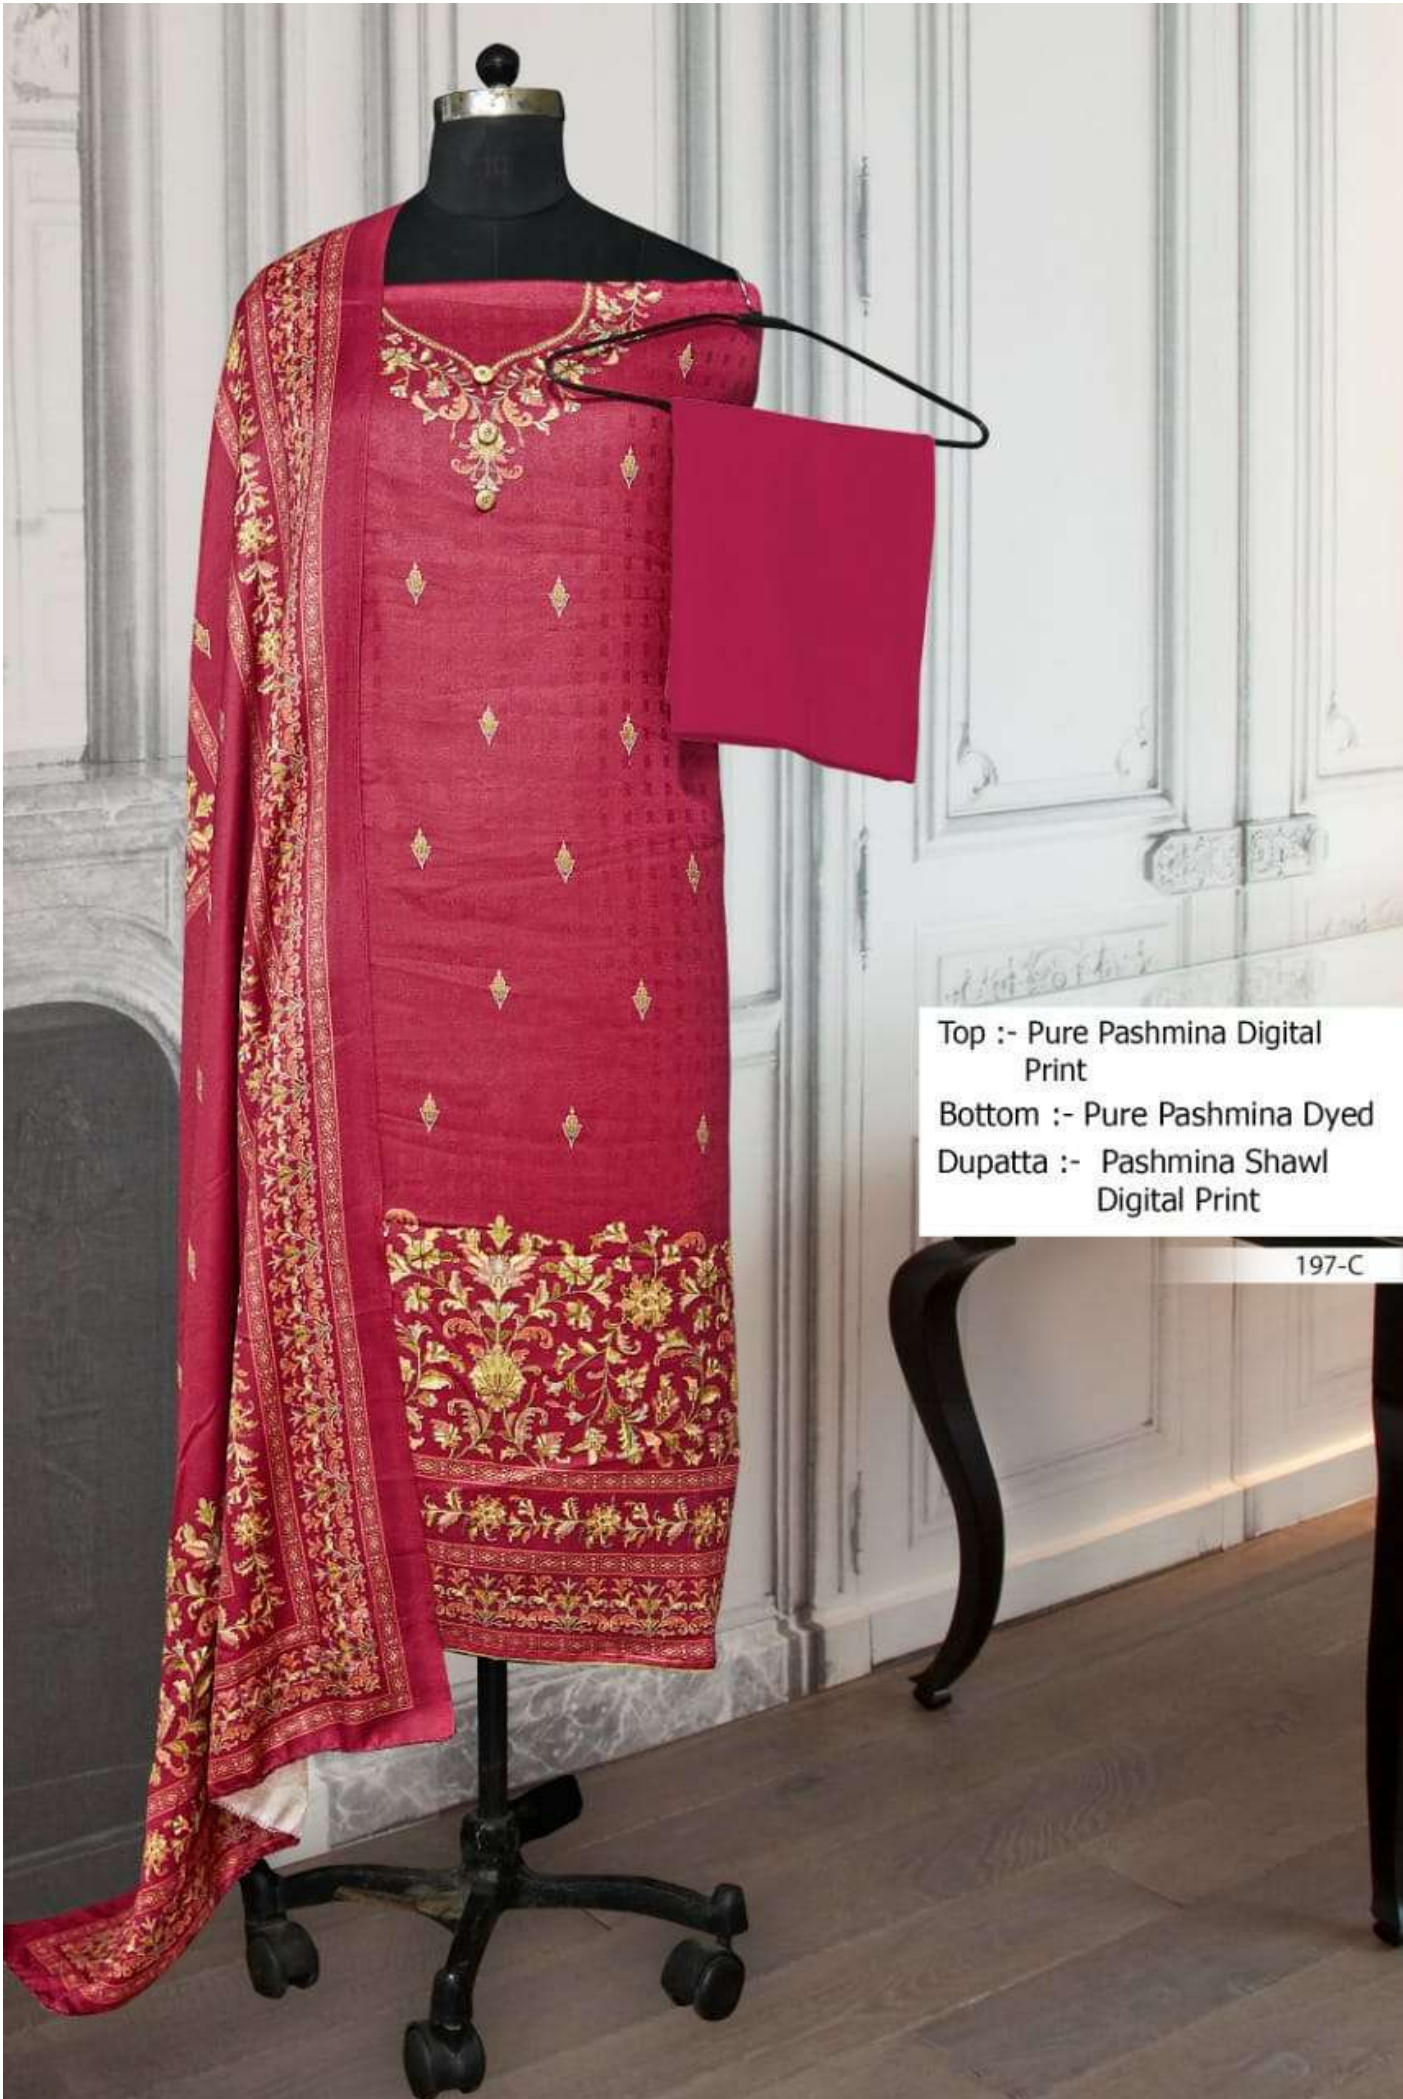 Top :- Pure Pashmina Digital
Print
Bottom :- Pure Pashmina Dyed
Dupatta :- Pashmina Shawl
Digital Print
197-C